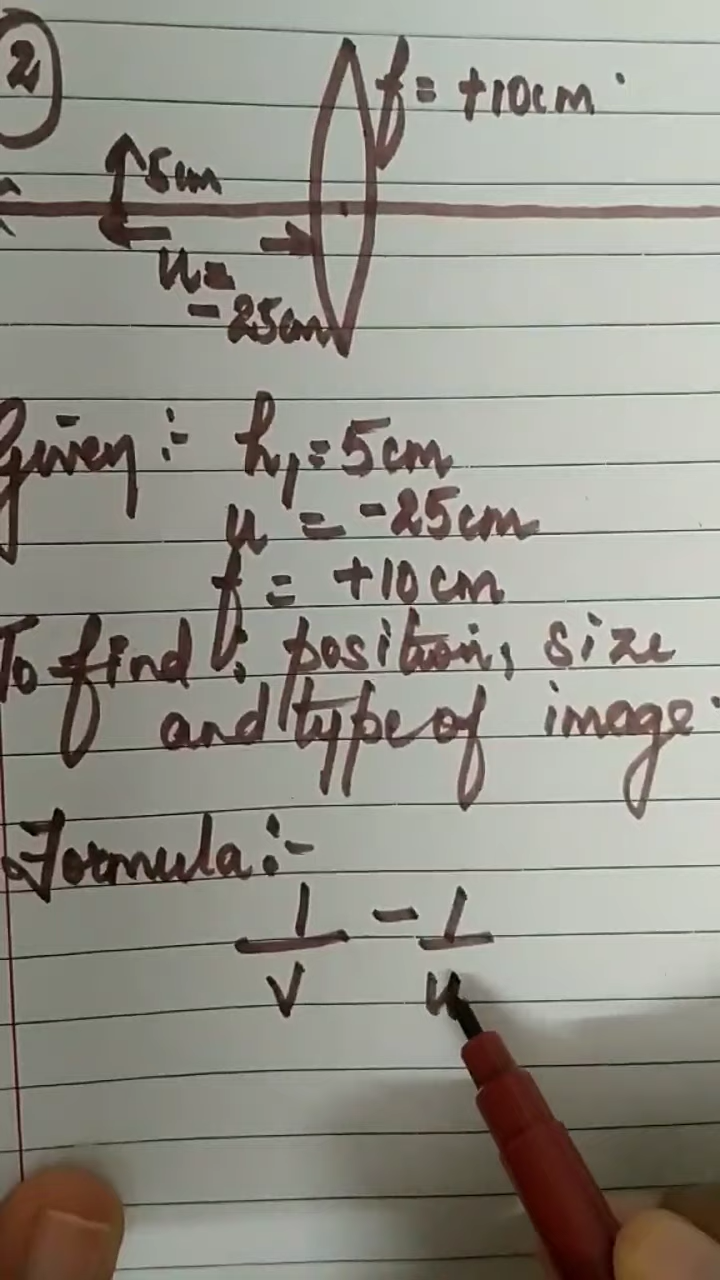 2
f = +10cm
5cm
u =
- 25cm
Given :- h1 = 5cm
u = -25cm
f = +10cm
To find : position, size
and type of image.
Formula :-
1/v - 1/u